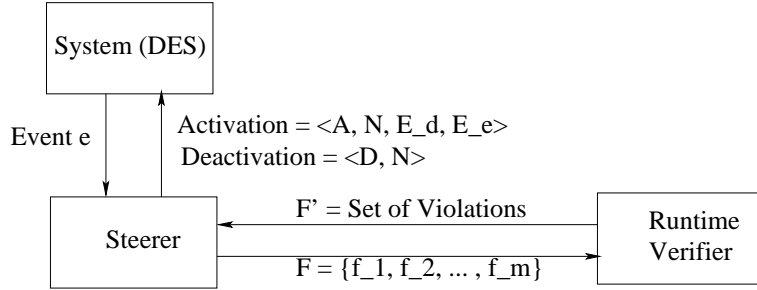 System (DES)
Event e
Activation = <A, N, E_d, E_e>
Deactivation = <D, N>
Steerer
F' = Set of Violations
F = {f_1, f_2, ... , f_m}
Runtime
Verifier